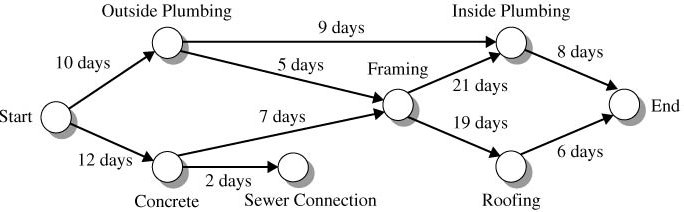 Outside Plumbing
Inside Plumbing
9 days
10 days
5 days
8 days
Framing
21 days
Start
End
7 days
19 days
12 days
6 days
2 days
Concrete
Sewer Connection
Roofing